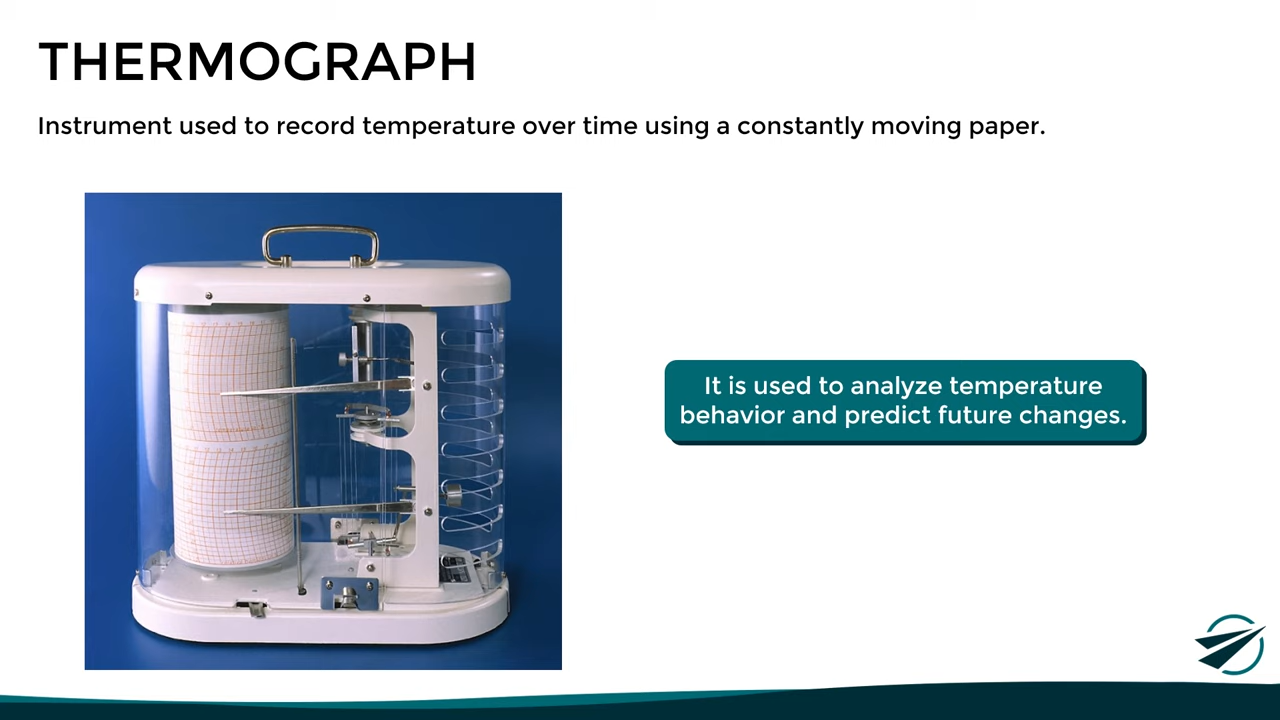 THERMOGRAPH
Instrument used to record temperature over time using a constantly moving paper.
It is used to analyze temperature
behavior and predict future changes.